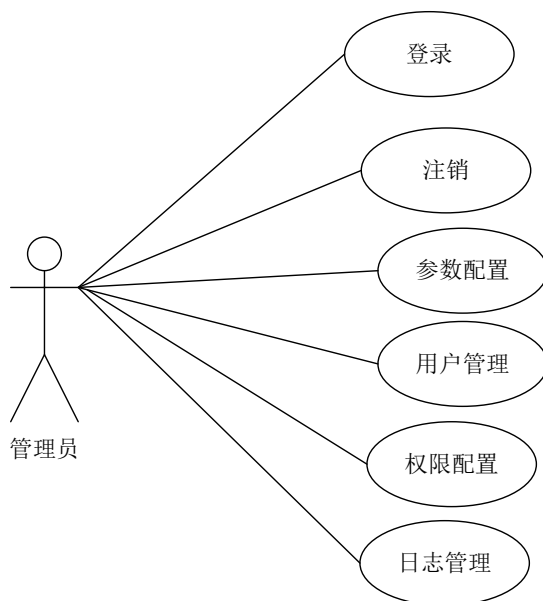 登录
注销
参数配置
用户管理
管理员
权限配置
日志管理